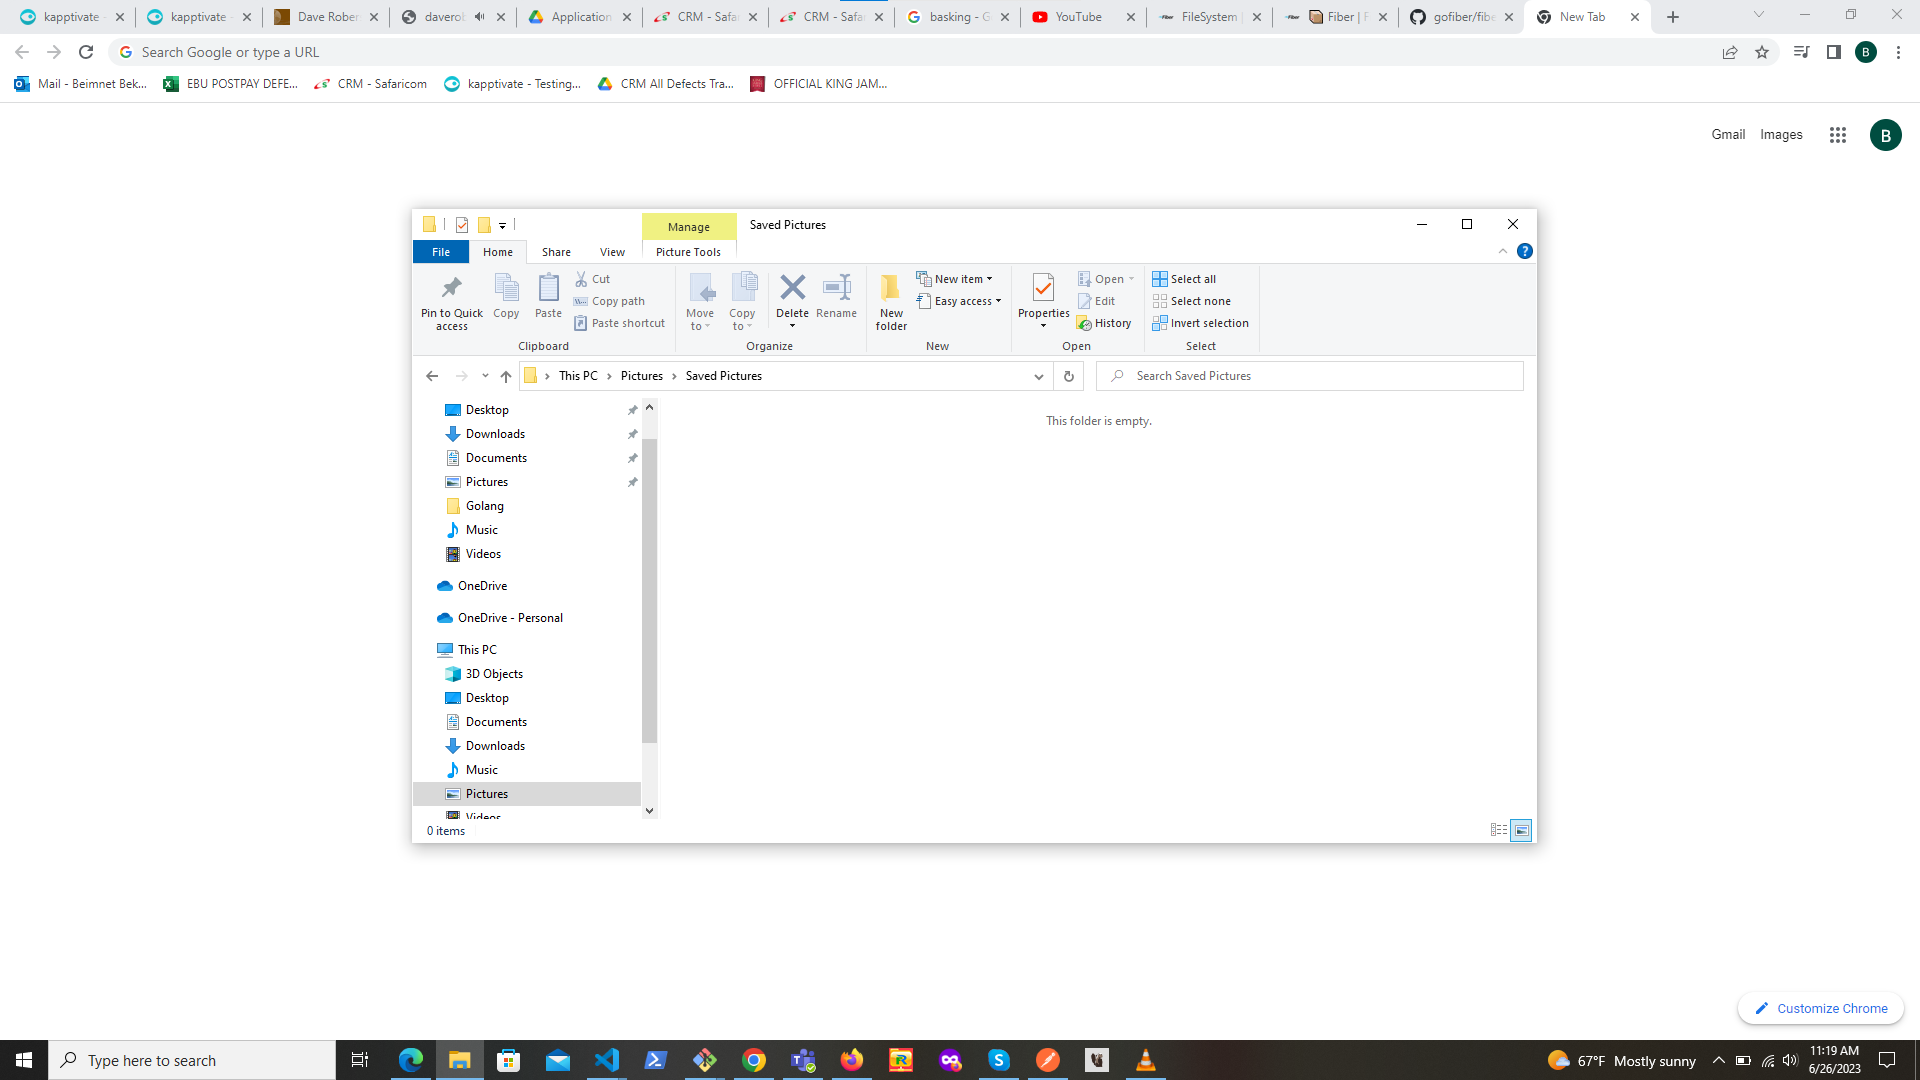 kapptivate -
kapptivate -
Dave Rober
daverob
Application
CRM - Safar
CRM - Safar
basking - G
YouTube
FileSystem |
Fiber | F
gofiber/fibe
New Tab
Search Google or type a URL
B
Mail - Beimnet Bek...
EBU POSTPAY DEFE...
CRM - Safaricom
kapptivate - Testing...
CRM All Defects Tra...
OFFICIAL KING JAM...
Gmail
Images
B
Manage
Saved Pictures
File
Home
Share
View
Picture Tools
Pin to Quick access
Copy
Paste
Cut
Copy path
Paste shortcut
Clipboard
Move to
Copy to
Delete
Rename
Organize
New folder
New item
Easy access
New
Properties
Open
Edit
History
Open
Select all
Select none
Invert selection
Select
This PC > Pictures > Saved Pictures
Search Saved Pictures
Desktop
Downloads
Documents
Pictures
Golang
Music
Videos
OneDrive
OneDrive - Personal
This PC
3D Objects
Desktop
Documents
Downloads
Music
Pictures
Videos
This folder is empty.
0 items
Customize Chrome
Type here to search
67°F Mostly sunny
11:19 AM
6/26/2023